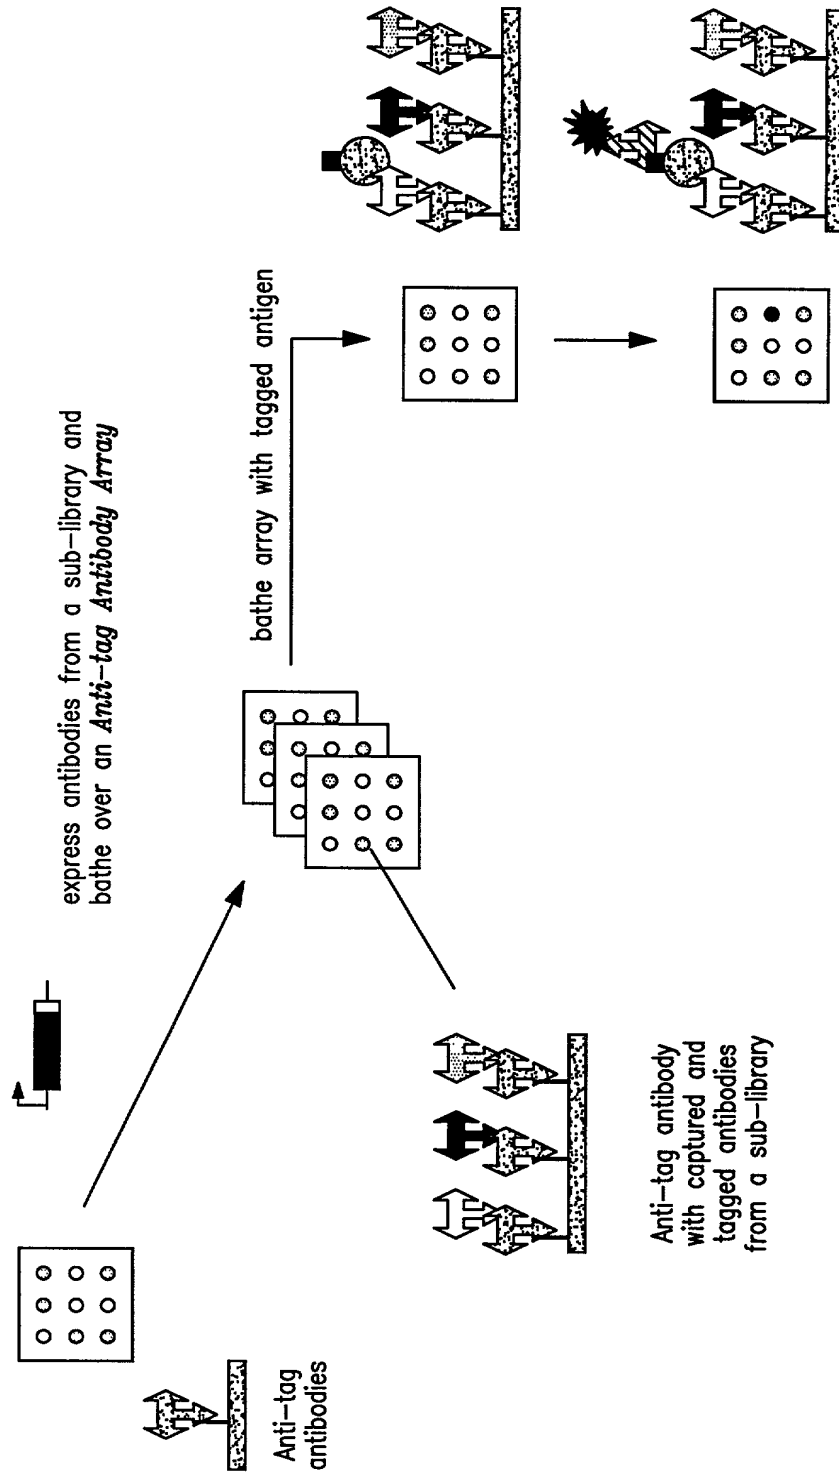 express antibodies from a sub-library and
bathe over an Anti-tag Antibody Array
bathe array with tagged antigen
Anti-tag
antibodies
Anti-tag antibody
with captured and
tagged antibodies
from a sub-library